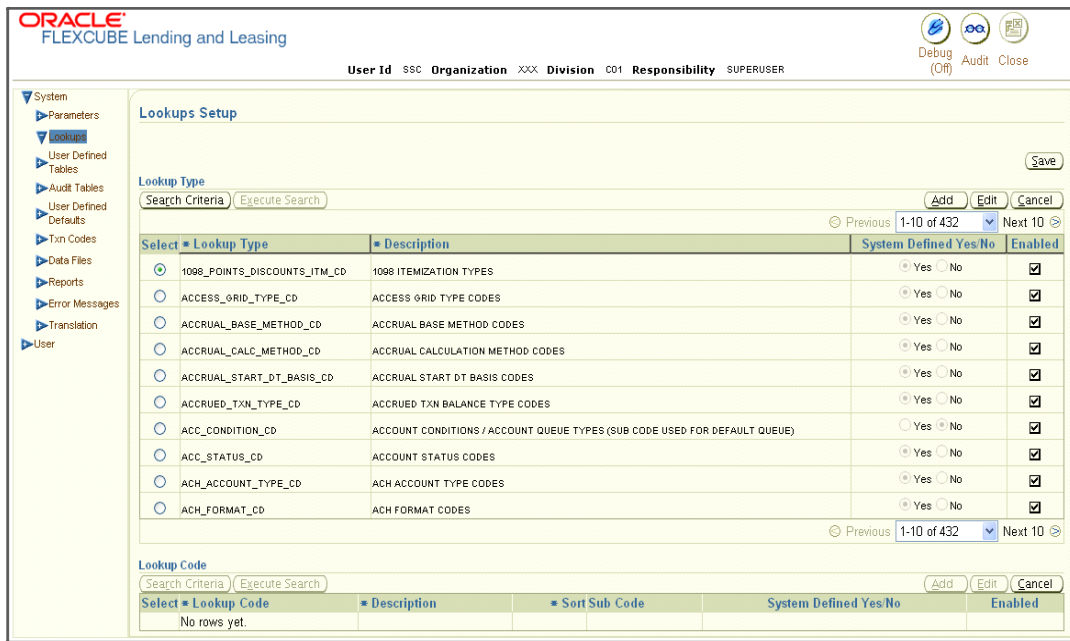 ORACLE
FLEXCUBE Lending and Leasing
Debug (Off) Audit Close
User Id SSC Organization XXX Division C01 Responsibility SUPERUSER
System
Parameters
Lookups
User Defined Tables
Audit Tables
User Defined Defaults
Txn Codes
Data Files
Reports
Error Messages
Translation
User
Lookups Setup
Save
Lookup Type
Search Criteria Execute Search Add Edit Cancel
Previous 1-10 of 432 Next 10
Select * Lookup Type * Description System Defined Yes/No Enabled
1098_POINTS_DISCOUNTS_ITM_CD 1098 ITEMIZATION TYPES Yes No
ACCESS_GRID_TYPE_CD ACCESS GRID TYPE CODES Yes No
ACCRUAL_BASE_METHOD_CD ACCRUAL BASE METHOD CODES Yes No
ACCRUAL_CALC_METHOD_CD ACCRUAL CALCULATION METHOD CODES Yes No
ACCRUAL_START_DT_BASIS_CD ACCRUAL START DT BASIS CODES Yes No
ACCRUED_TXN_TYPE_CD ACCRUED TXN BALANCE TYPE CODES Yes No
ACC_CONDITION_CD ACCOUNT CONDITIONS / ACCOUNT QUEUE TYPES (SUB CODE USED FOR DEFAULT QUEUE) Yes No
ACC_STATUS_CD ACCOUNT STATUS CODES Yes No
ACH_ACCOUNT_TYPE_CD ACH ACCOUNT TYPE CODES Yes No
ACH_FORMAT_CD ACH FORMAT CODES Yes No
Previous 1-10 of 432 Next 10
Lookup Code
Search Criteria Execute Search Add Edit Cancel
Select * Lookup Code * Description * Sort Sub Code System Defined Yes/No Enabled
No rows yet.